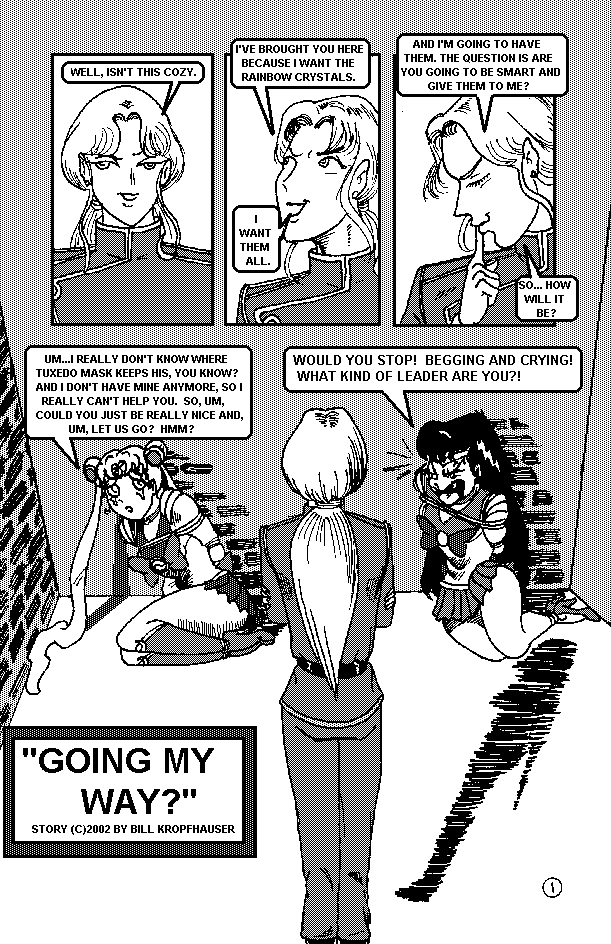 WELL, ISN'T THIS COZY.
I'VE BROUGHT YOU HERE
BECAUSE I WANT THE
RAINBOW CRYSTALS.
I
WANT
THEM
ALL.
AND I'M GOING TO HAVE
THEM. THE QUESTION IS ARE
YOU GOING TO BE SMART AND
GIVE THEM TO ME?
SO... HOW
WILL IT
BE?
UM...I REALLY DON'T KNOW WHERE
TUXEDO MASK KEEPS HIS, YOU KNOW?
AND I DON'T HAVE MINE ANYMORE, SO I
REALLY CAN'T HELP YOU. SO, UM,
COULD YOU JUST BE REALLY NICE AND,
UM, LET US GO? HMM?
WOULD YOU STOP! BEGGING AND CRYING!
WHAT KIND OF LEADER ARE YOU?!
"GOING MY
WAY?"
STORY (C)2002 BY BILL KROPFHAUSER
1